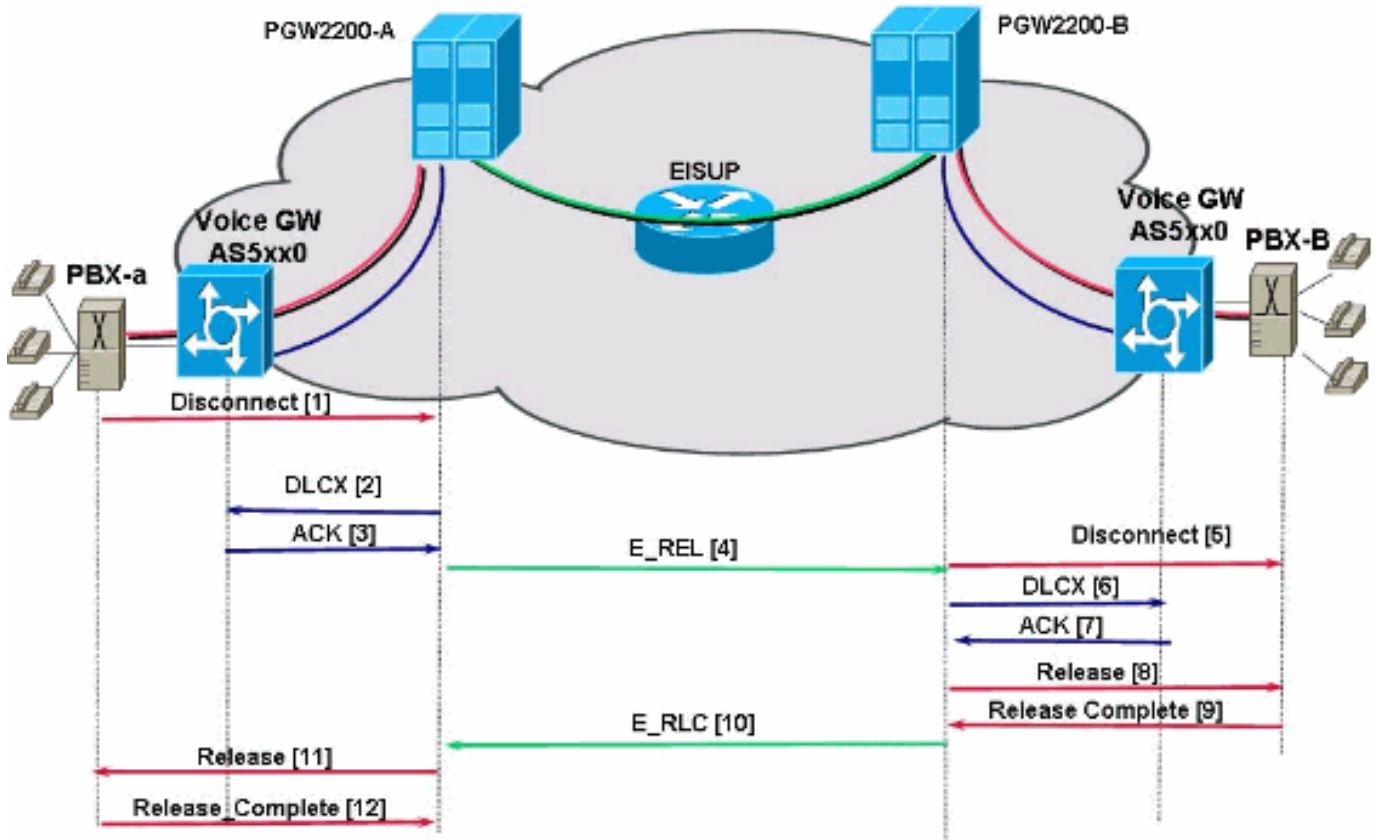 PGW2200-A
PGW2200-B
EISUP
Voice GW
AS5xx0
Voice GW
AS5xx0
PBX-a
PBX-B
Disconnect [1]
DLCX [2]
ACK [3]
E_REL [4]
Disconnect [5]
DLCX [6]
ACK [7]
Release [8]
Release Complete [9]
E_RLC [10]
Release [11]
Release_Complete [12]